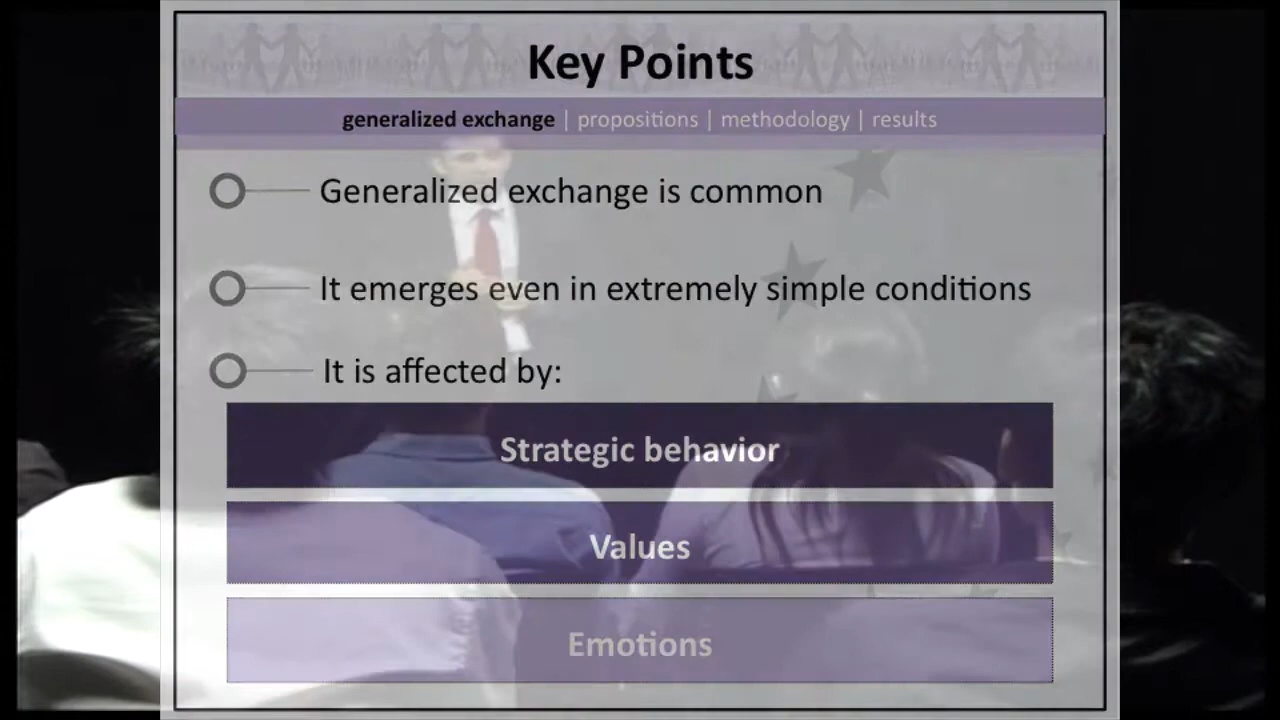 Key Points
generalized exchange | propositions | methodology | results
Generalized exchange is common
It emerges even in extremely simple conditions
It is affected by:
Strategic behavior
Values
Emotions